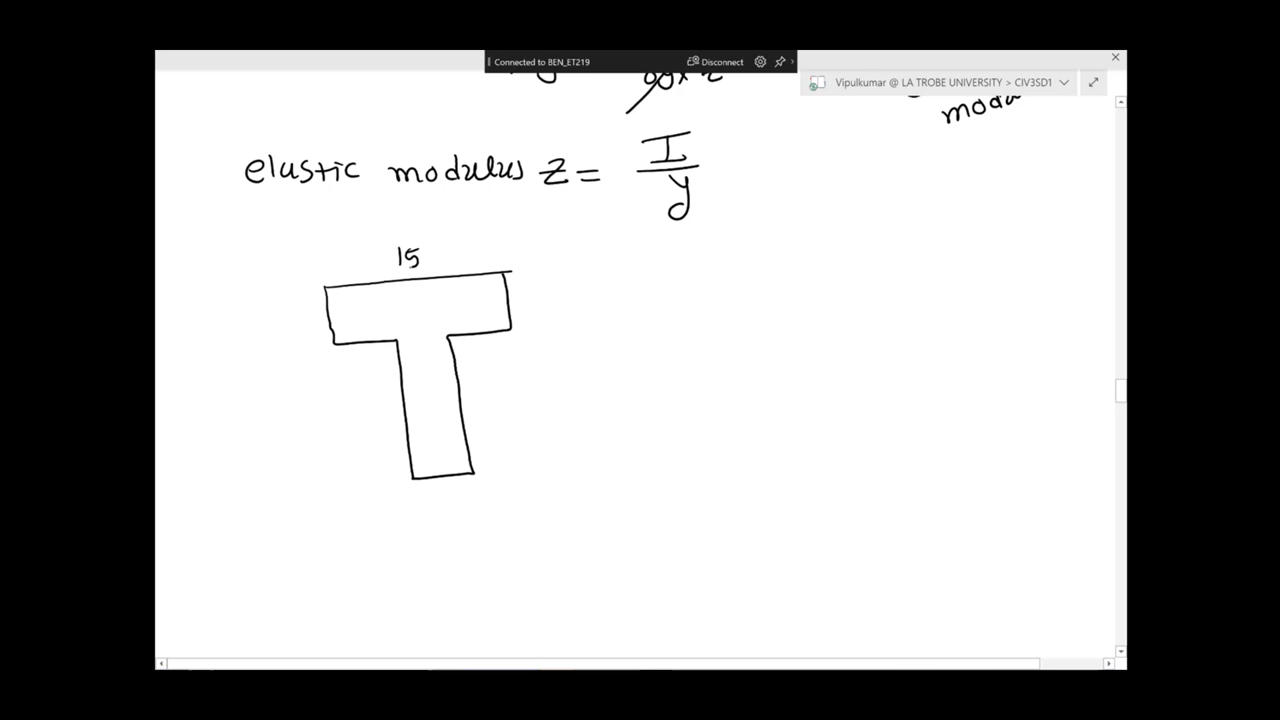 Connected to BEN_ET219 Disconnect
Vipulkumar @ LA TROBE UNIVERSITY > CIV3SD1
elastic modulus z = I/y
15